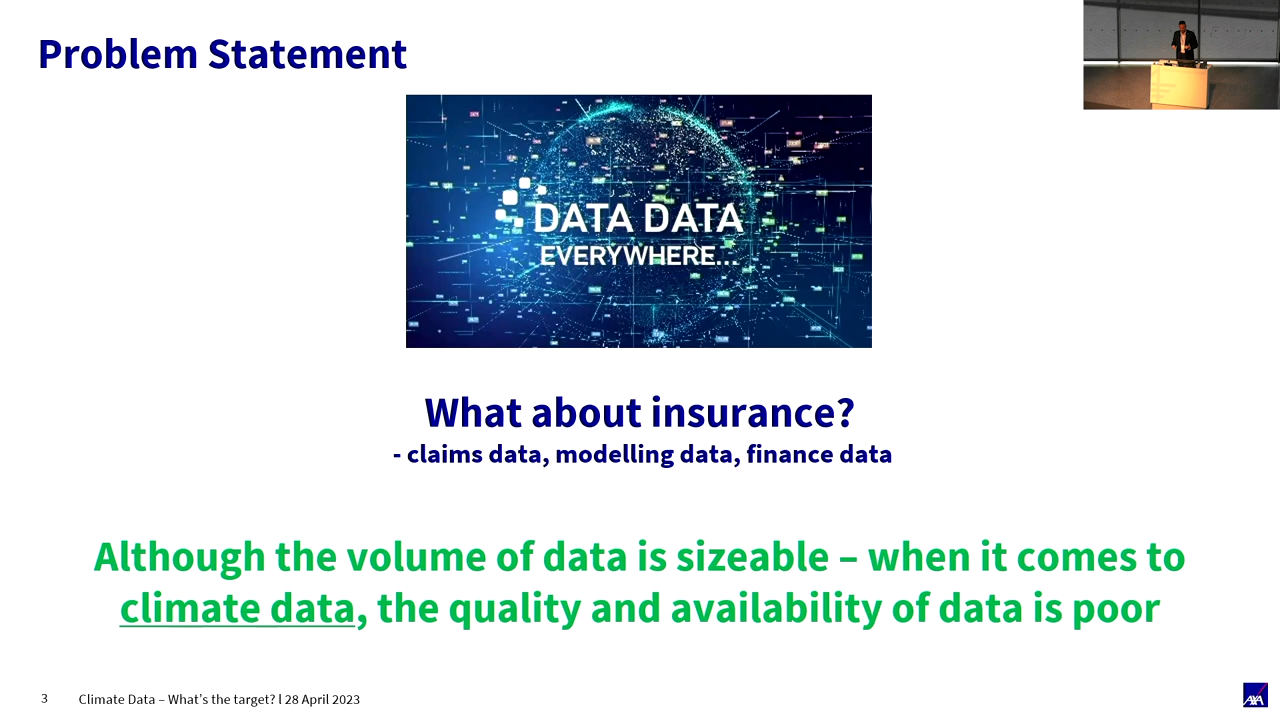 Problem Statement
DATA DATA
EVERYWHERE...
What about insurance?
- claims data, modelling data, finance data
Although the volume of data is sizeable – when it comes to
climate data, the quality and availability of data is poor
3
Climate Data – What's the target? l 28 April 2023
AXA